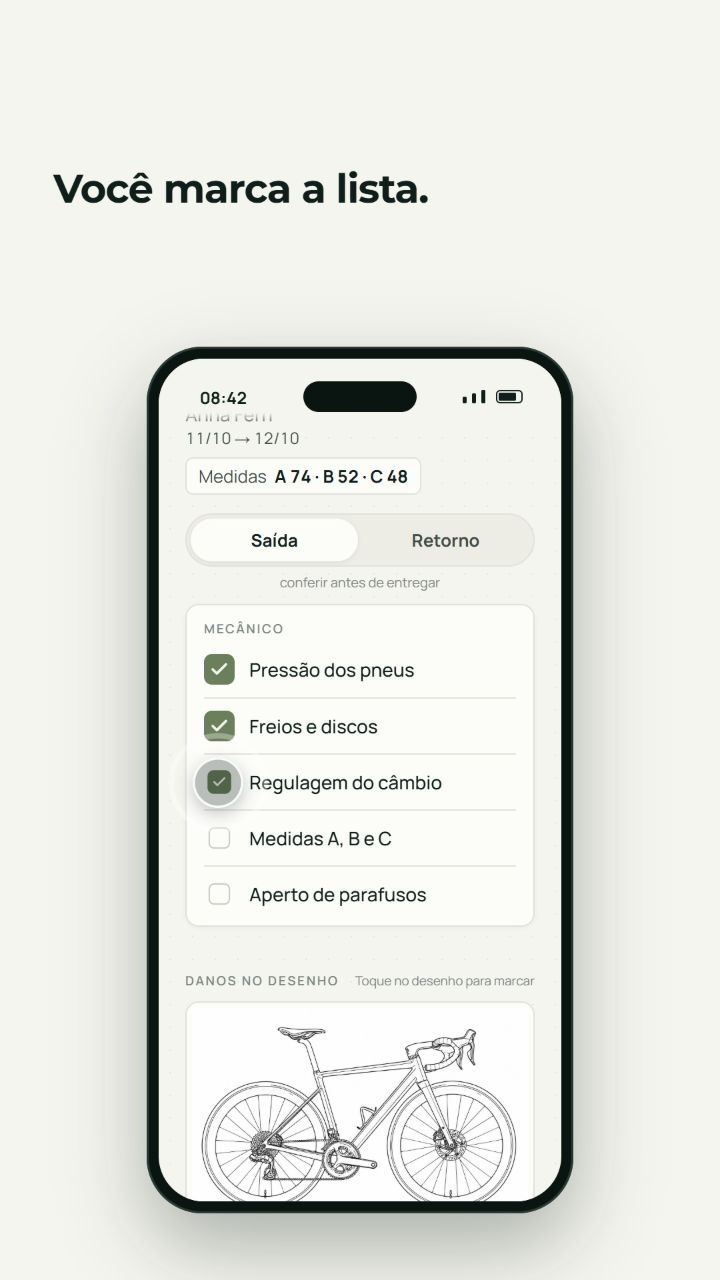 Você marca a lista.
08:42
11/10 → 12/10
Medidas A 74 · B 52 · C 48
Saída Retorno
conferir antes de entregar
MECÂNICO
Pressão dos pneus
Freios e discos
Regulagem do câmbio
Medidas A, B e C
Aperto de parafusos
DANOS NO DESENHO Toque no desenho para marcar